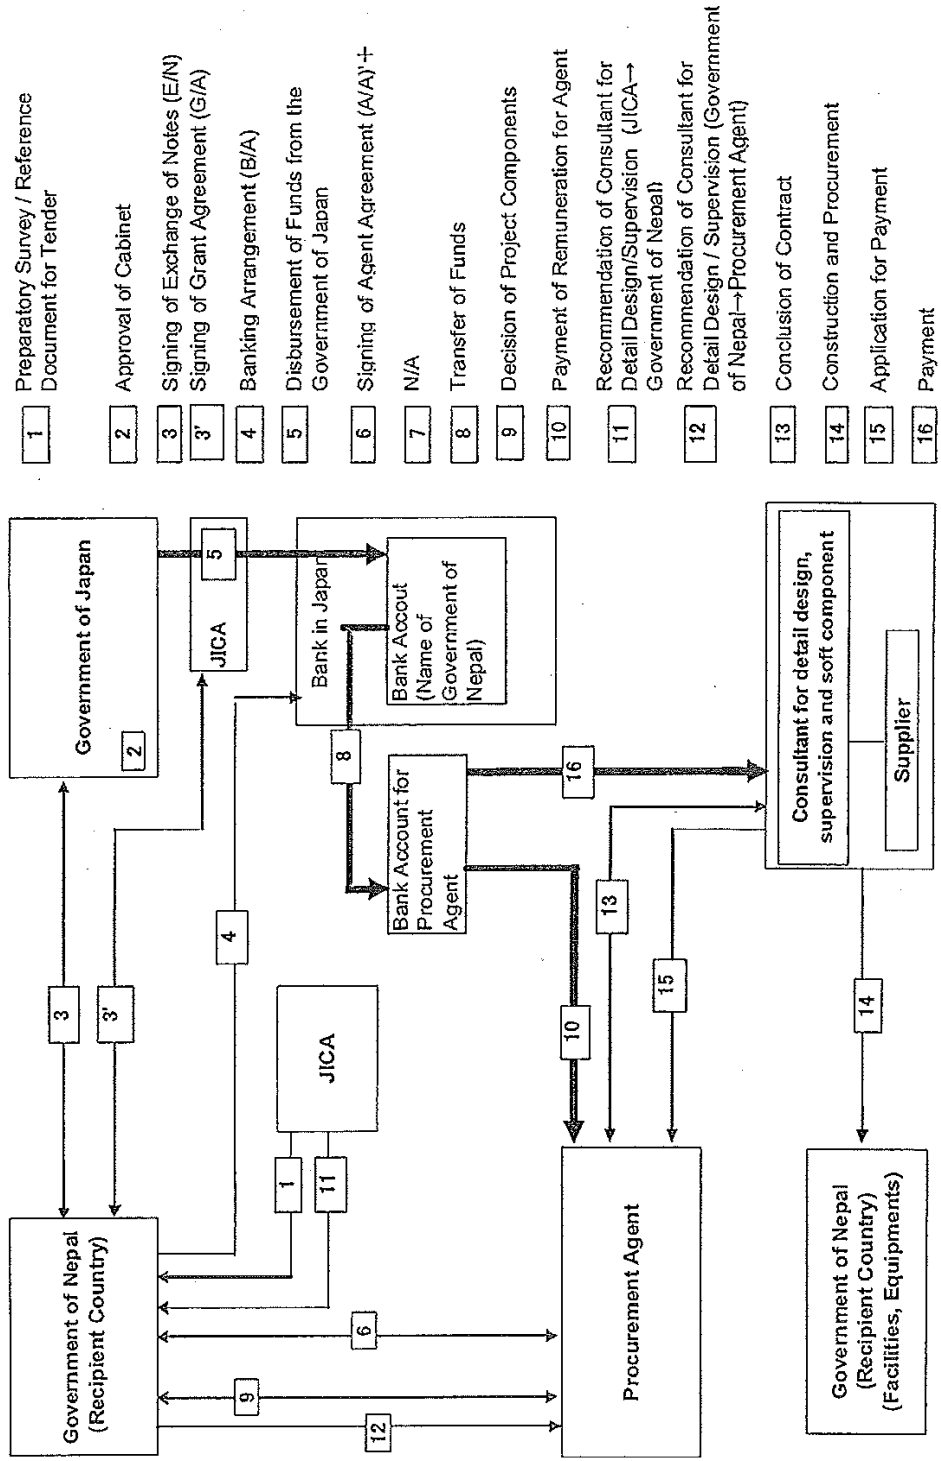 Government of Nepal
(Recipient Country)
3
3'
Government of Japan
2
JICA
5
4
1
11
JICA
Bank in Japan
Bank Accout
(Name of
Government of
Nepal)
8
Bank Account for
Procurement
Agent
9
12
6
10
16
Procurement Agent
13
15
Consultant for detail design,
supervision and soft component
Supplier
14
Government of Nepal
(Recipient Country)
(Facilities, Equipments)
1 Preparatory Survey / Reference
Document for Tender
2 Approval of Cabinet
3 Signing of Exchange of Notes (E/N)
3' Signing of Grant Agreement (G/A)
4 Banking Arrangement (B/A)
5 Disbursement of Funds from the
Government of Japan
6 Signing of Agent Agreement (A/A)'+
7 N/A
8 Transfer of Funds
9 Decision of Project Components
10 Payment of Remuneration for Agent
11 Recommendation of Consultant for
Detail Design/Supervision (JICA→
Government of Nepal)
12 Recommendation of Consultant for
Detail Design / Supervision (Government
of Nepal→Procurement Agent)
13 Conclusion of Contract
14 Construction and Procurement
15 Application for Payment
16 Payment